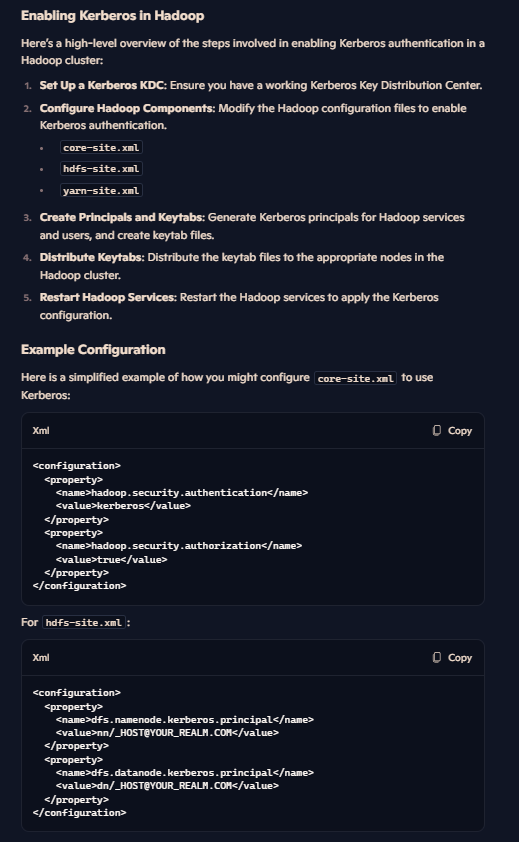 Enabling Kerberos in Hadoop
Here's a high-level overview of the steps involved in enabling Kerberos authentication in a
Hadoop cluster:
1. Set Up a Kerberos KDC: Ensure you have a working Kerberos Key Distribution Center.
2. Configure Hadoop Components: Modify the Hadoop configuration files to enable
Kerberos authentication.
• core-site.xml
• hdfs-site.xml
• yarn-site.xml
3. Create Principals and Keytabs: Generate Kerberos principals for Hadoop services
and users, and create keytab files.
4. Distribute Keytabs: Distribute the keytab files to the appropriate nodes in the
Hadoop cluster.
5. Restart Hadoop Services: Restart the Hadoop services to apply the Kerberos
configuration.
Example Configuration
Here is a simplified example of how you might configure core-site.xml to use
Kerberos:
Xml Copy
<configuration>
  <property>
    <name>hadoop.security.authentication</name>
    <value>kerberos</value>
  </property>
  <property>
    <name>hadoop.security.authorization</name>
    <value>true</value>
  </property>
</configuration>
For hdfs-site.xml:
Xml Copy
<configuration>
  <property>
    <name>dfs.namenode.kerberos.principal</name>
    <value>nn/_HOST@YOUR_REALM.COM</value>
  </property>
  <property>
    <name>dfs.datanode.kerberos.principal</name>
    <value>dn/_HOST@YOUR_REALM.COM</value>
  </property>
</configuration>